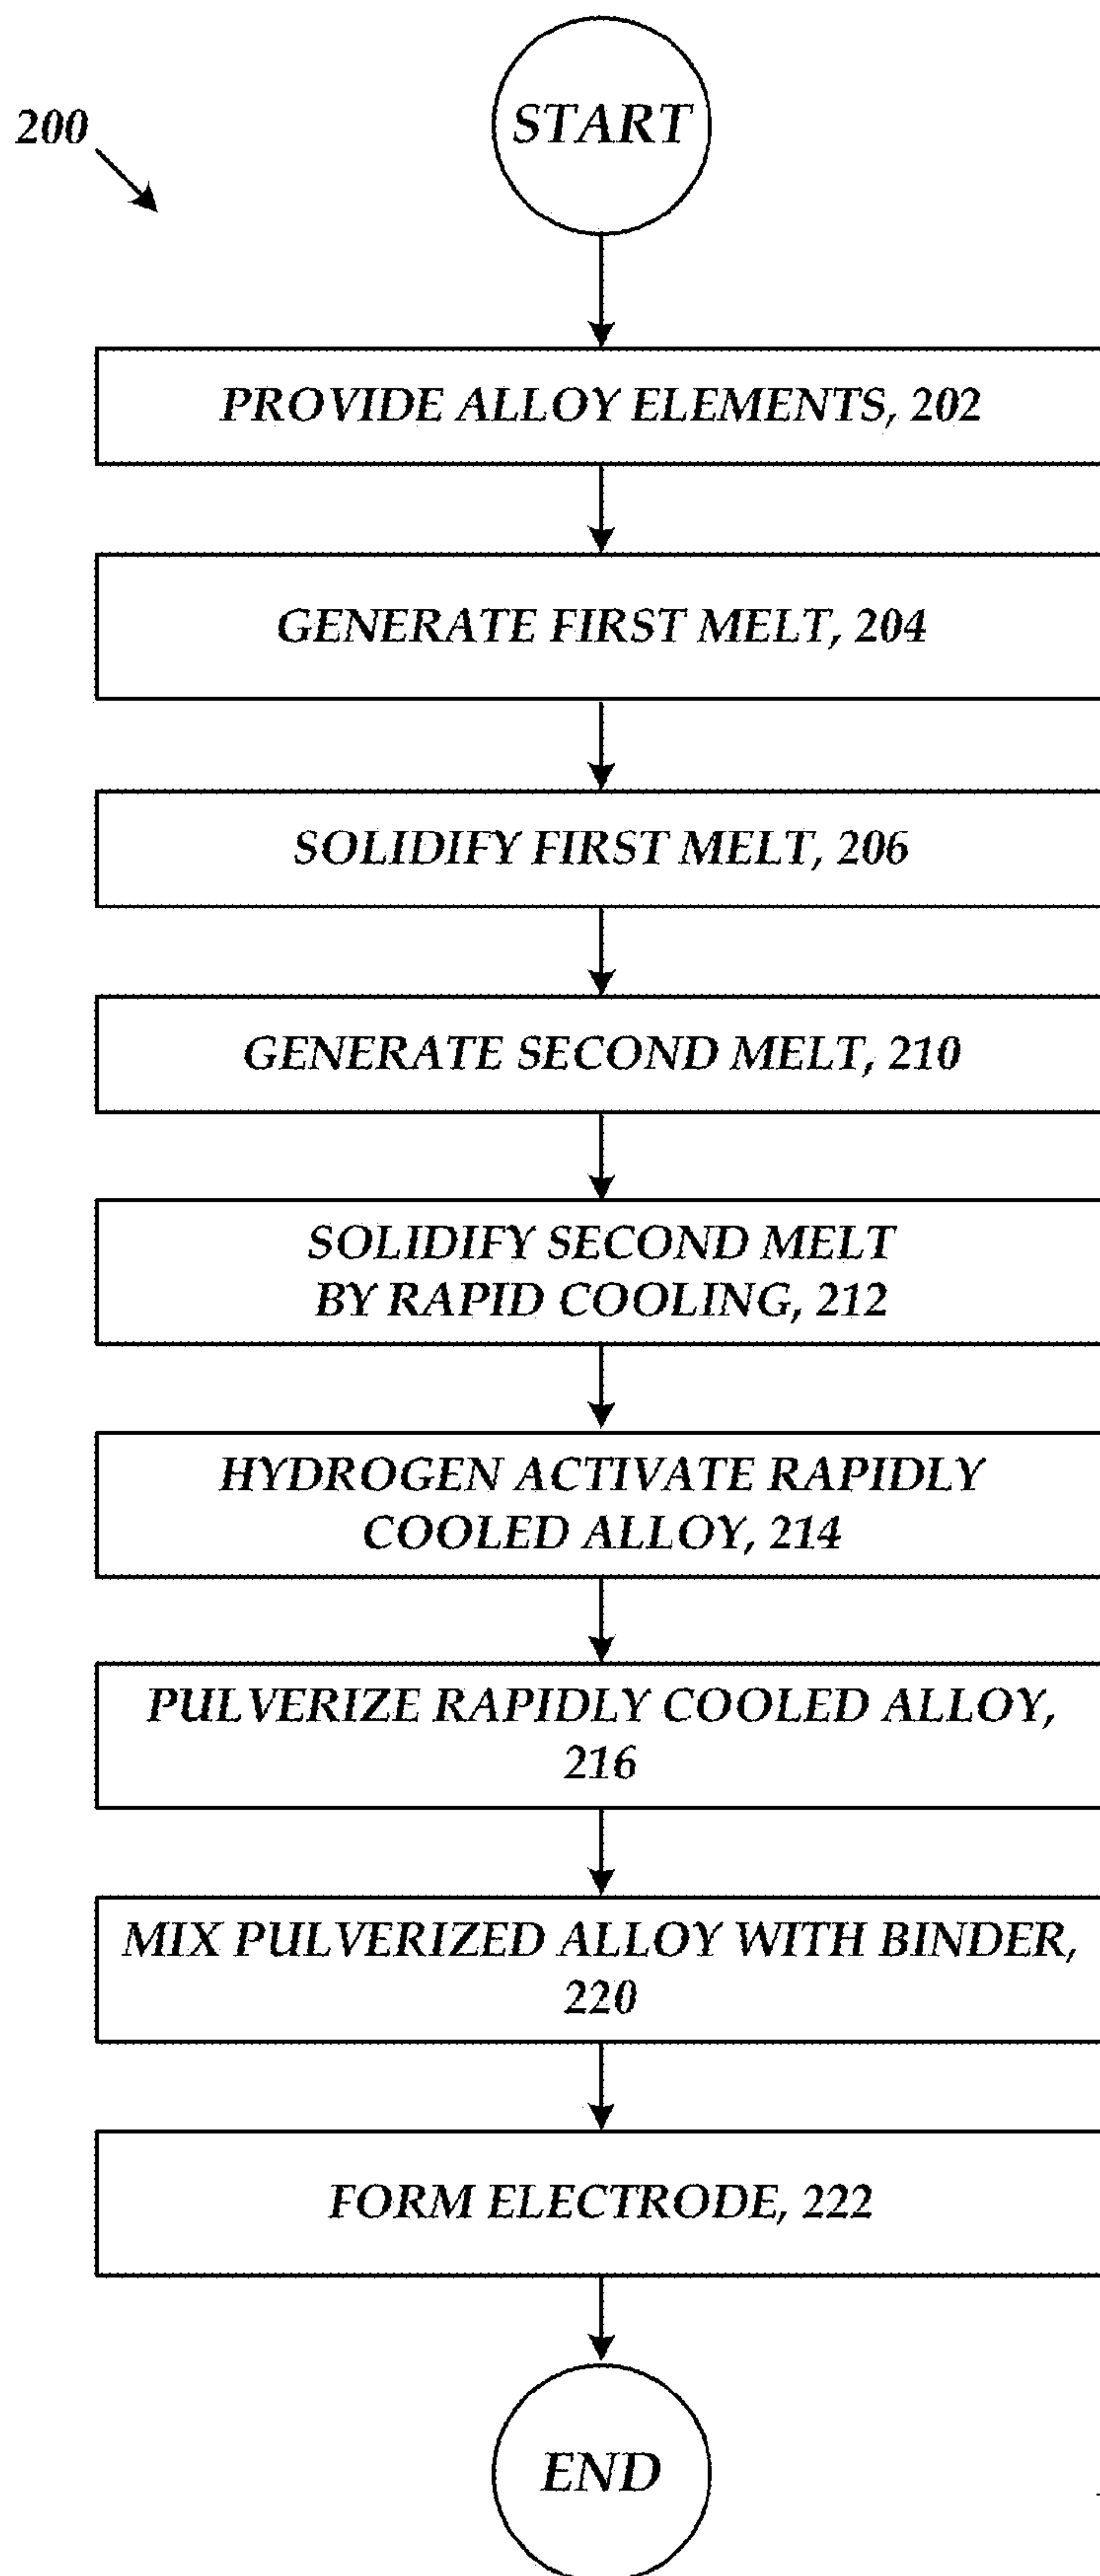 START
200
PROVIDE ALLOY ELEMENTS, 202
GENERATE FIRST MELT, 204
SOLIDIFY FIRST MELT, 206
GENERATE SECOND MELT, 210
SOLIDIFY SECOND MELT
BY RAPID COOLING, 212
HYDROGEN ACTIVATE RAPIDLY
COOLED ALLOY, 214
PULVERIZE RAPIDLY COOLED ALLOY,
216
MIX PULVERIZED ALLOY WITH BINDER,
220
FORM ELECTRODE, 222
END